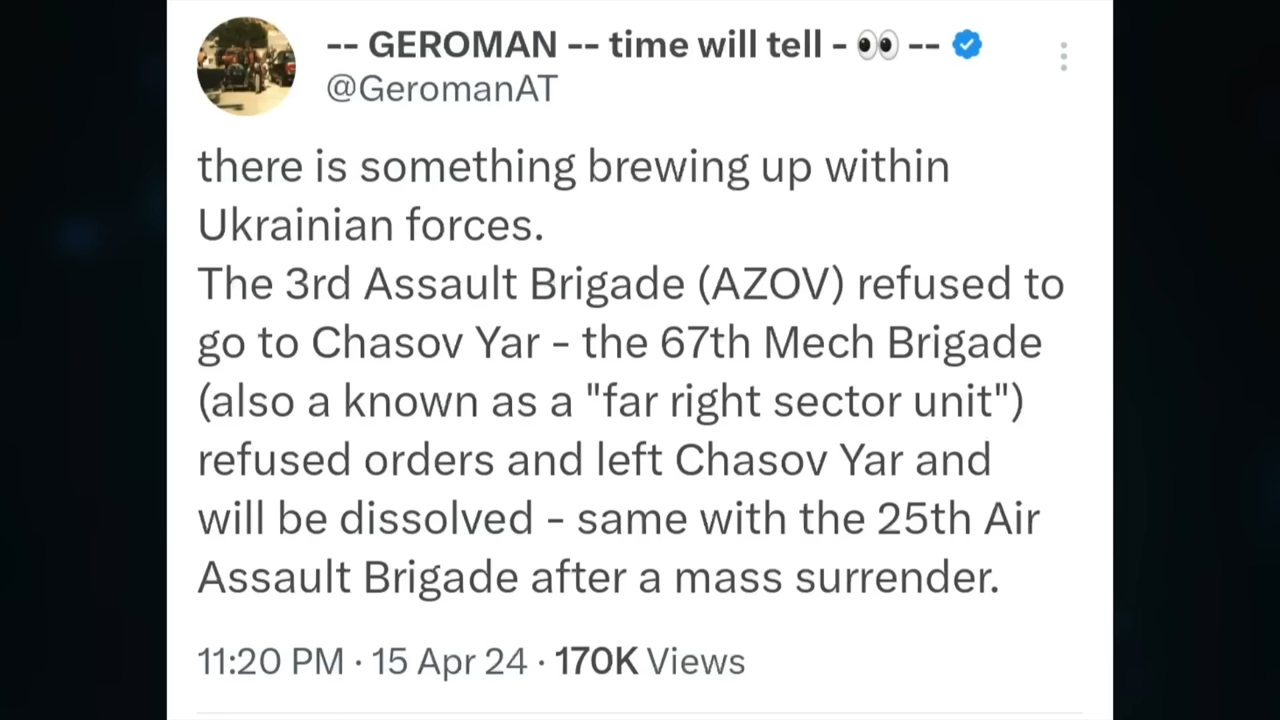 -- GEROMAN -- time will tell - 👀 --
@GeromanAT
there is something brewing up within
Ukrainian forces.
The 3rd Assault Brigade (AZOV) refused to
go to Chasov Yar - the 67th Mech Brigade
(also a known as a "far right sector unit")
refused orders and left Chasov Yar and
will be dissolved - same with the 25th Air
Assault Brigade after a mass surrender.
11:20 PM · 15 Apr 24 · 170K Views